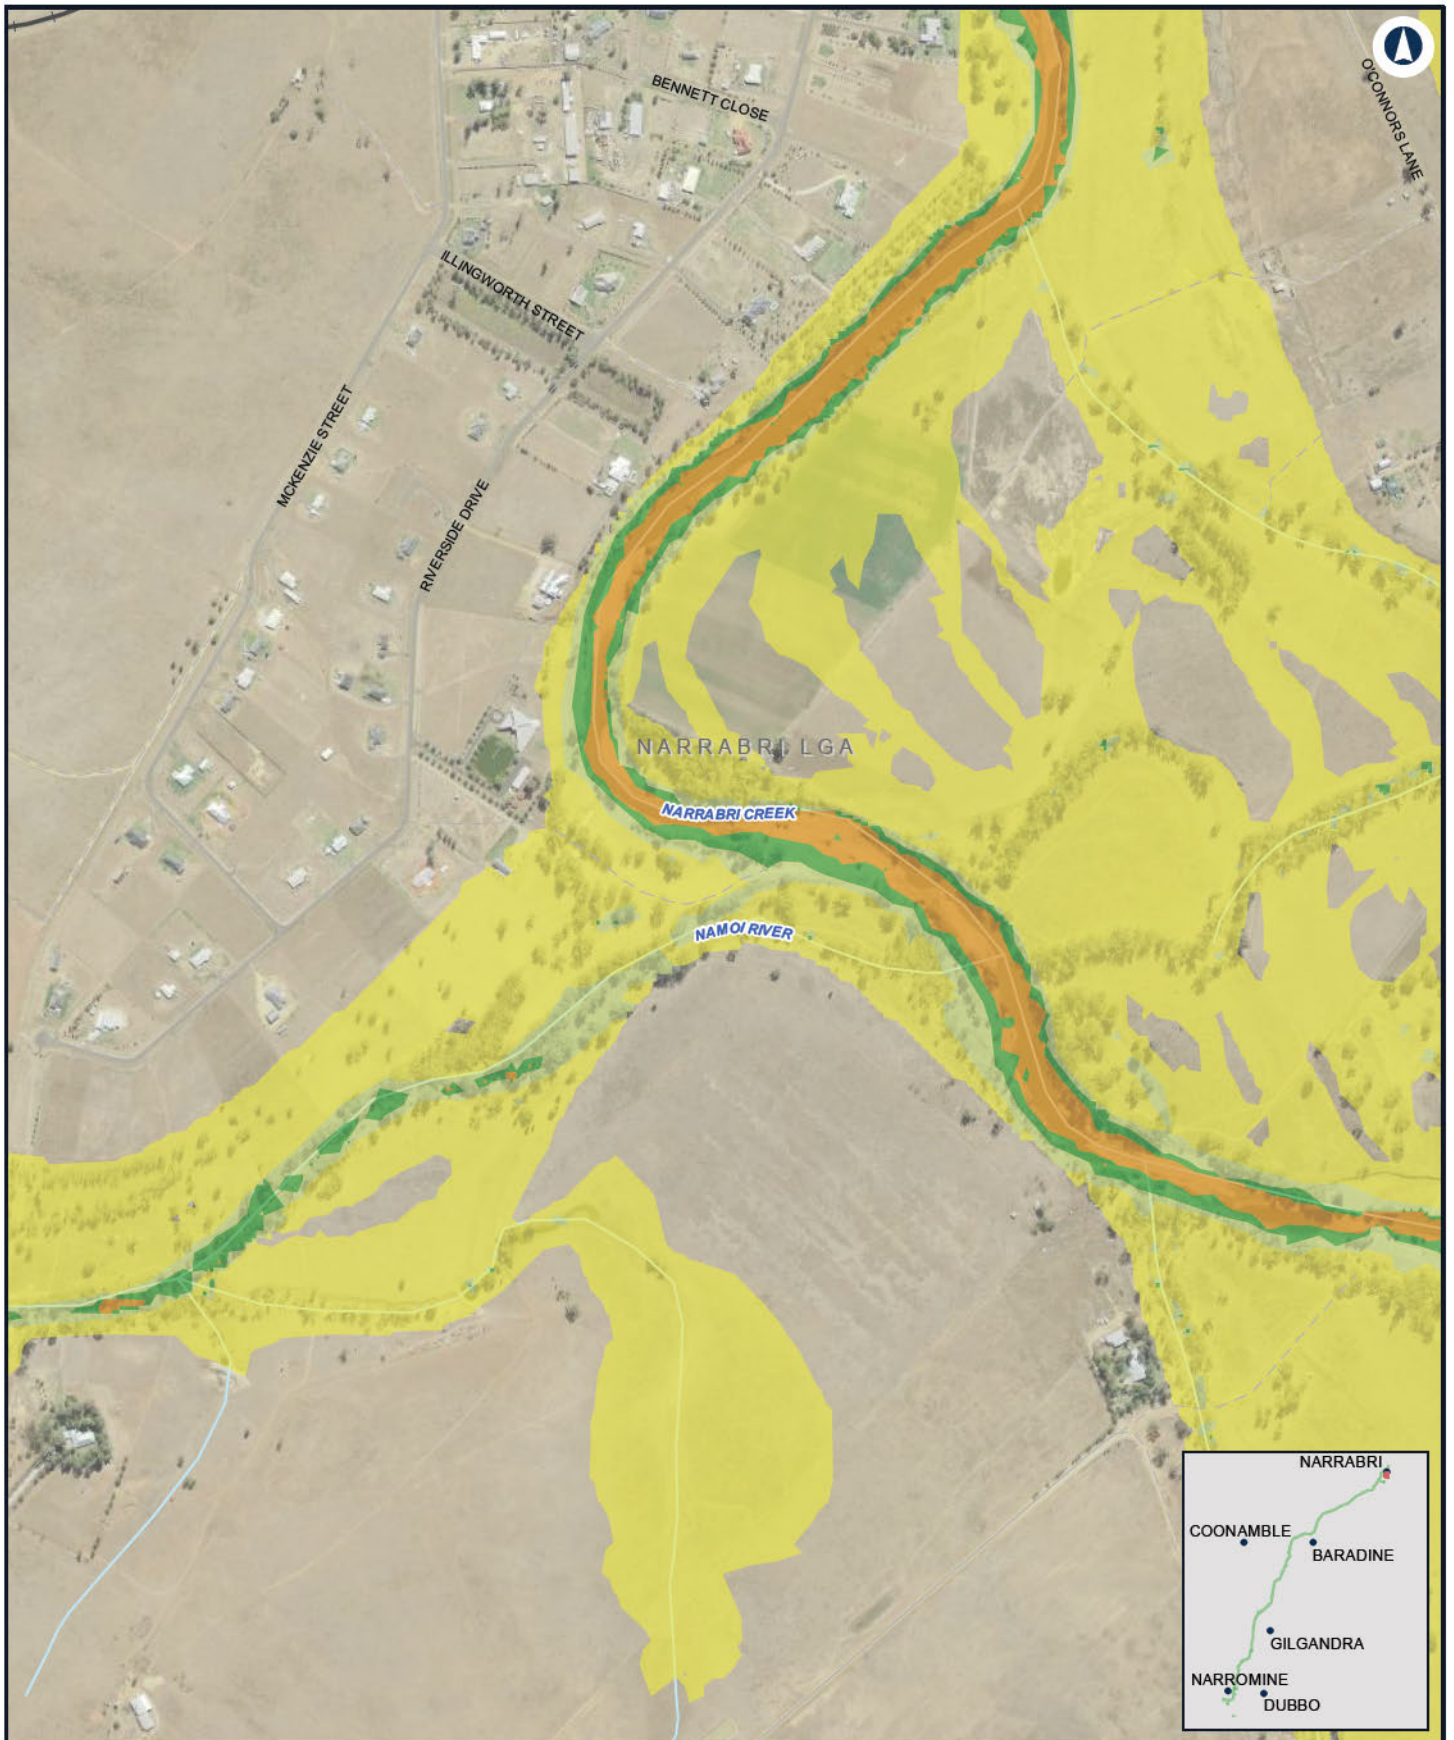 BENNETT CLOSE
O'CONNORS LANE
ILLINGWORTH STREET
MCKENZIE STREET
RIVERSIDE DRIVE
NARRABRI LGA
NARRABRI CREEK
NAMOI RIVER
NARRABRI
COONAMBLE
BARADINE
GILGANDRA
NARROMINE
DUBBO